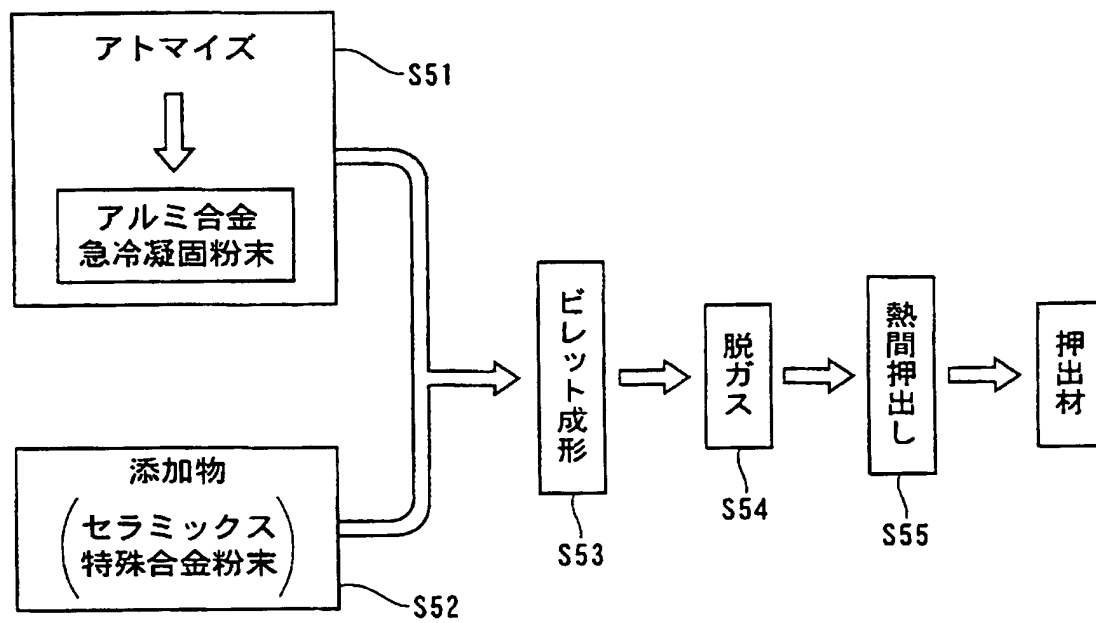 アトマイズ
S51
アルミ合金
急冷凝固粉末
添加物
(セラミックス
特殊合金粉末)
S52
ビレット成形
S53
脱ガス
S54
熱間押出し
S55
押出材